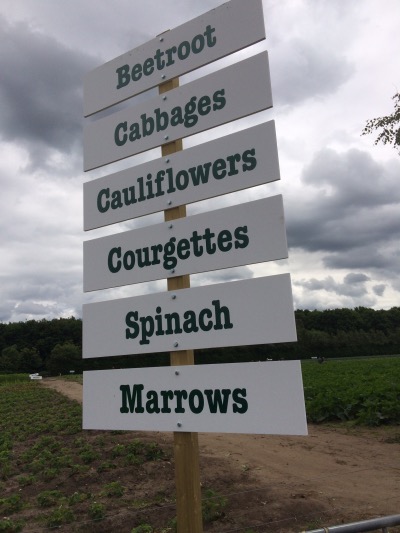 Beetroot
Cabbages
Cauliflowers
Courgettes
Spinach
Marrows